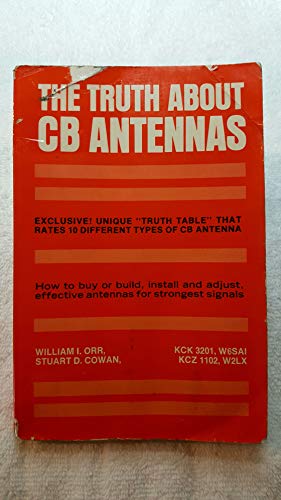 THE TRUTH ABOUT
CB ANTENNAS
EXCLUSIVE! UNIQUE "TRUTH TABLE" THAT
RATES 10 DIFFERENT TYPES OF CB ANTENNA
How to buy or build, install and adjust,
effective antennas for strongest signals
WILLIAM I. ORR, KCK 3201, W6SAI
STUART D. COWAN, KCZ 1102, W2LX